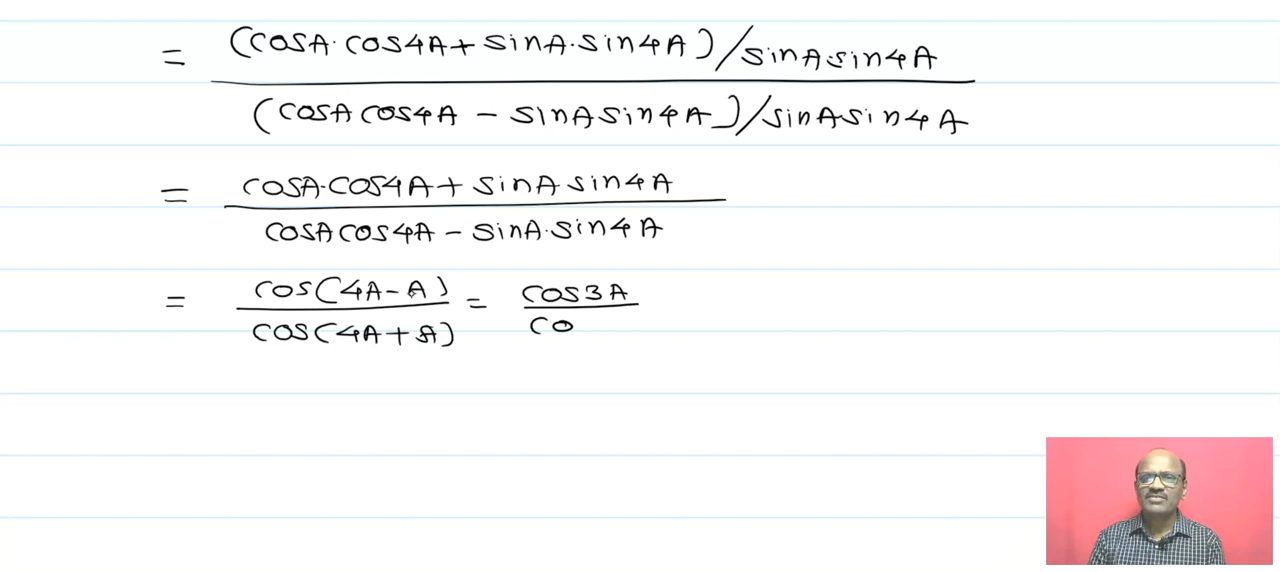 = (cosA·cos4A+sinA·sin4A)/sinA·sin4A
(cosA cos4A - sinA sin4A)/sinA sin4A
= cosA·cos4A + sinA sin4A
cosA cos4A - sinA·sin4A
= cos(4A-A) = cos3A
cos(4A+A) co